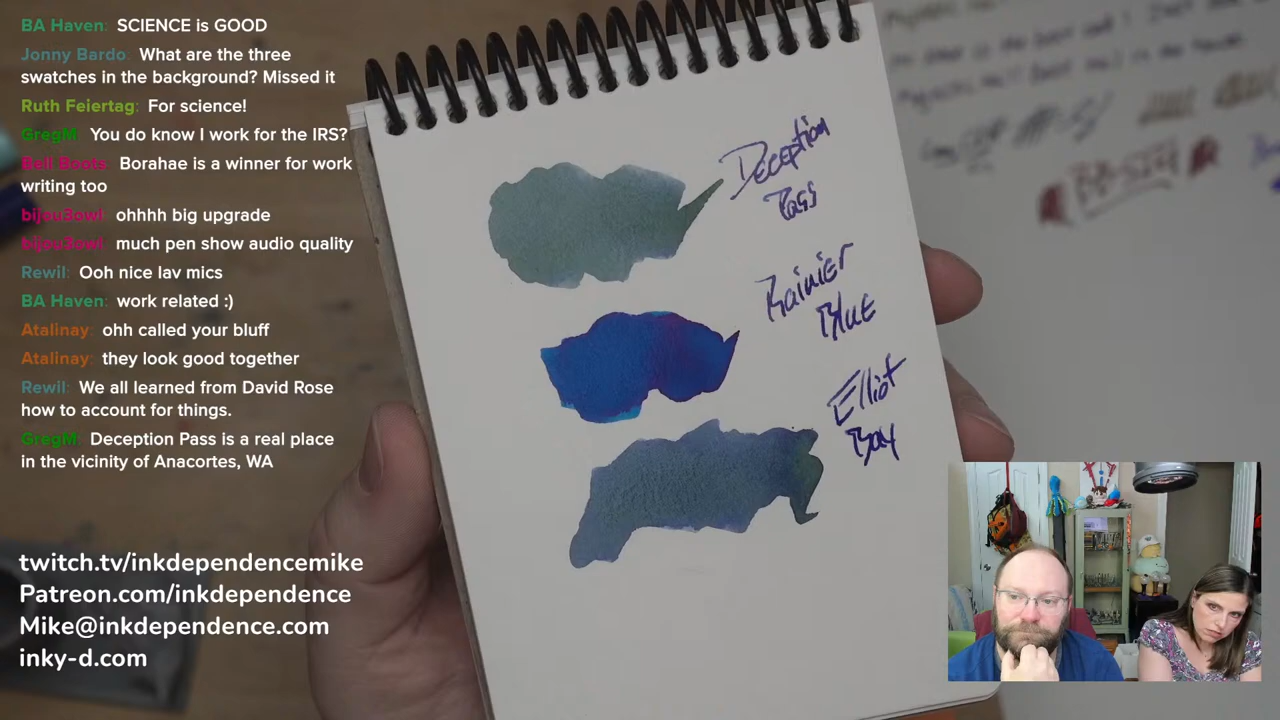 BA Haven: SCIENCE is GOOD
Jonny Bardo: What are the three
swatches in the background? Missed it
Ruth Feiertag: For science!
GregM: You do know I work for the IRS?
Bell Boots: Borahae is a winner for work
writing too
bijou3owl: ohhhh big upgrade
bijou3owl: much pen show audio quality
Rewil: Ooh nice lav mics
BA Haven: work related :)
Atalinay: ohh called your bluff
Atalinay: they look good together
Rewil: We all learned from David Rose
how to account for things.
GregM: Deception Pass is a real place
in the vicinity of Anacortes, WA
twitch.tv/inkdependencemike
Patreon.com/inkdependence
Mike@inkdependence.com
inky-d.com
Deception
Pass
Rainier
Blue
Elliot
Bay